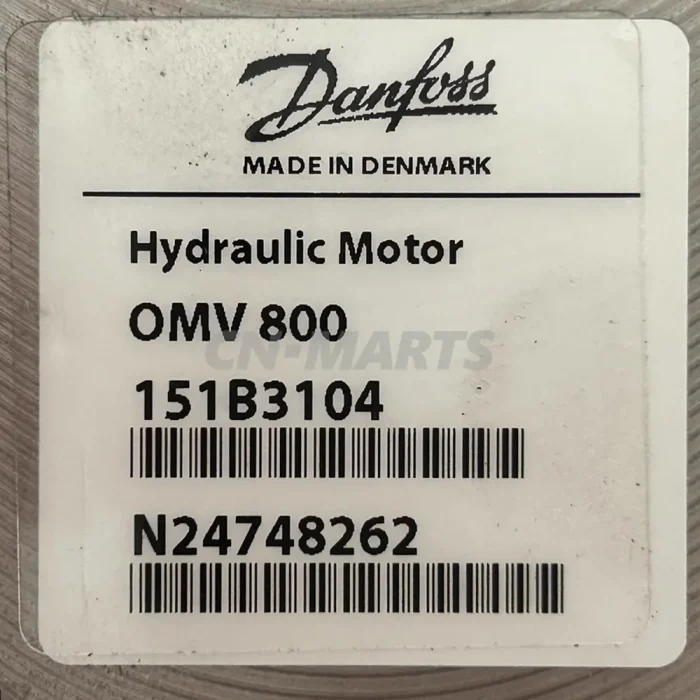 Danfoss
MADE IN DENMARK
Hydraulic Motor
OMV 800
CN-MARTS
151B3104
N24748262